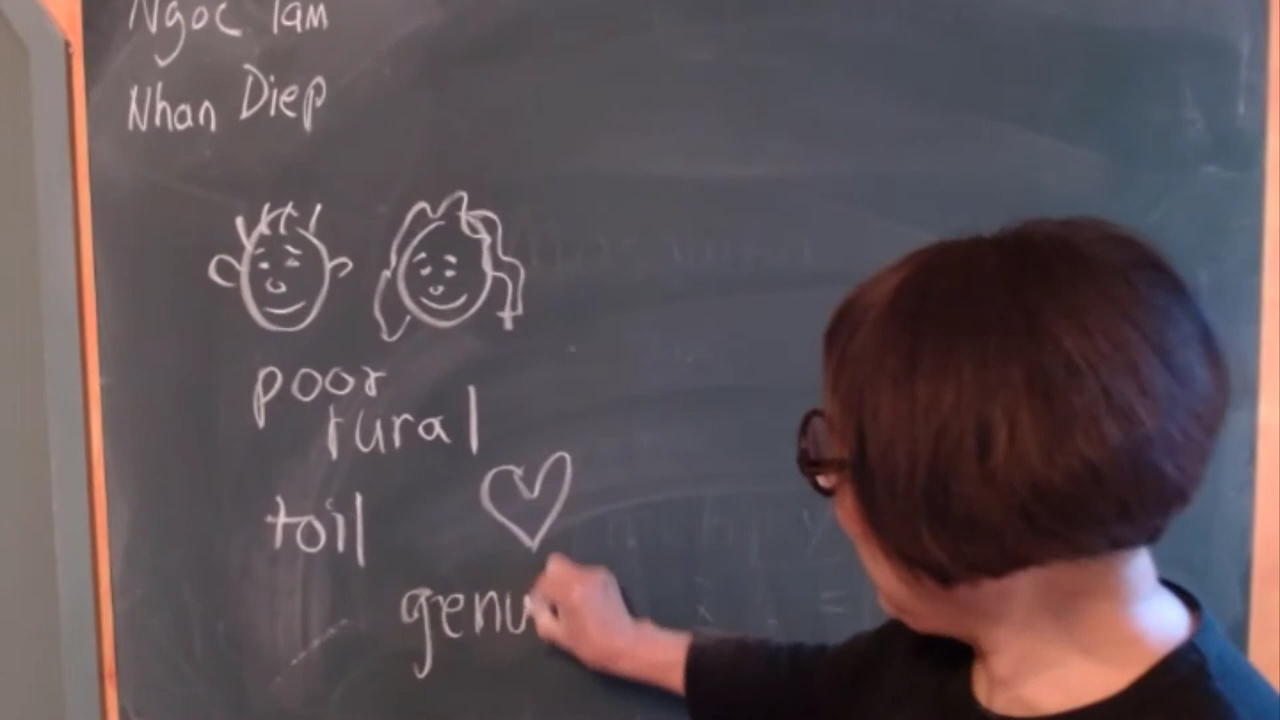 Ngoc Tam
Nhan Diep
poor
rural
toil
genu